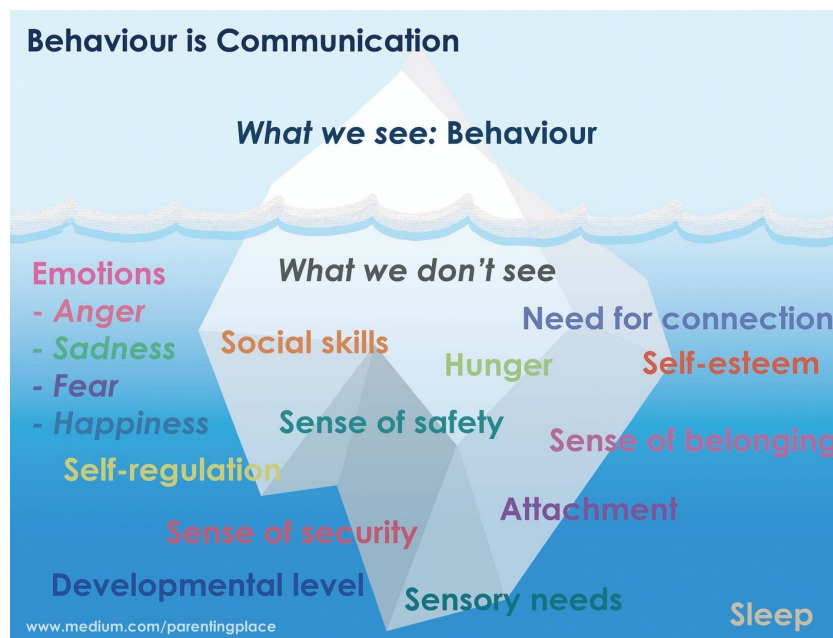 Behaviour is Communication
What we see: Behaviour
What we don't see
Emotions
- Anger
- Sadness
- Fear
- Happiness
Need for connection
Social skills
Hunger
Self-esteem
Sense of safety
Sense of belonging
Self-regulation
Attachment
Sense of security
Developmental level
Sensory needs
Sleep
www.medium.com/parentingplace